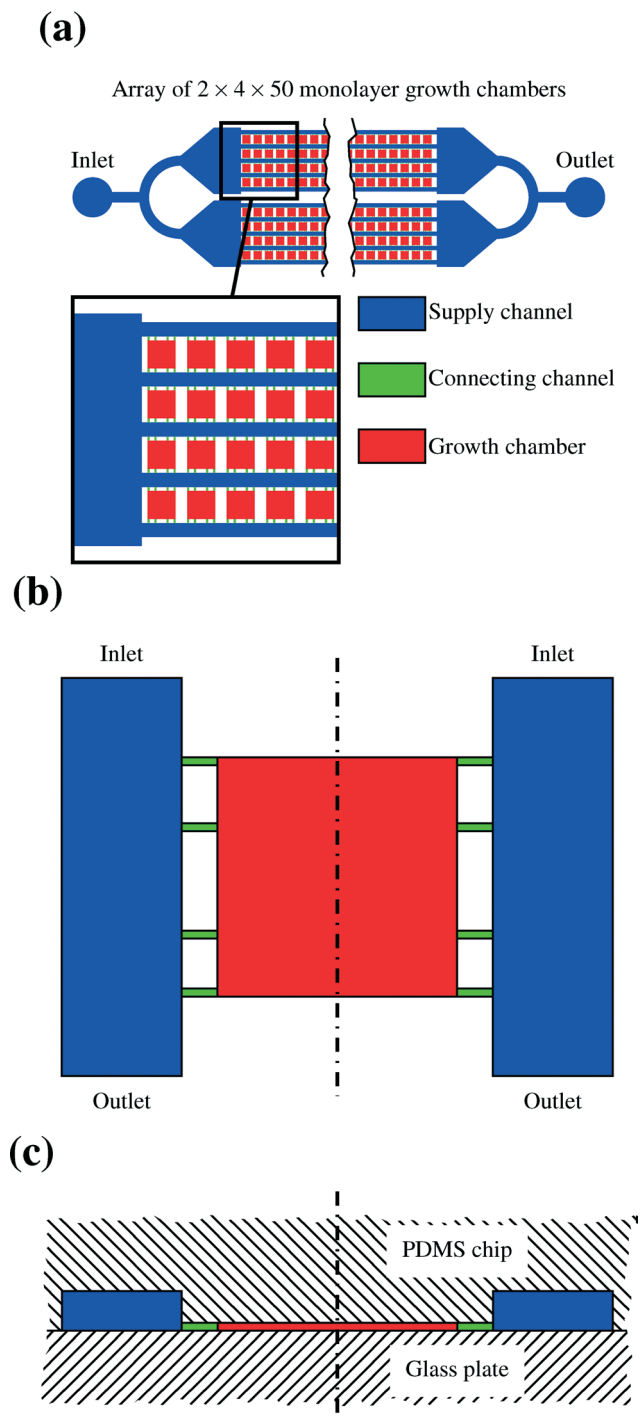 (a)
Array of 2 × 4 × 50 monolayer growth chambers
Inlet
Outlet
Supply channel
Connecting channel
Growth chamber
(b)
Inlet
Inlet
Outlet
Outlet
(c)
PDMS chip
Glass plate